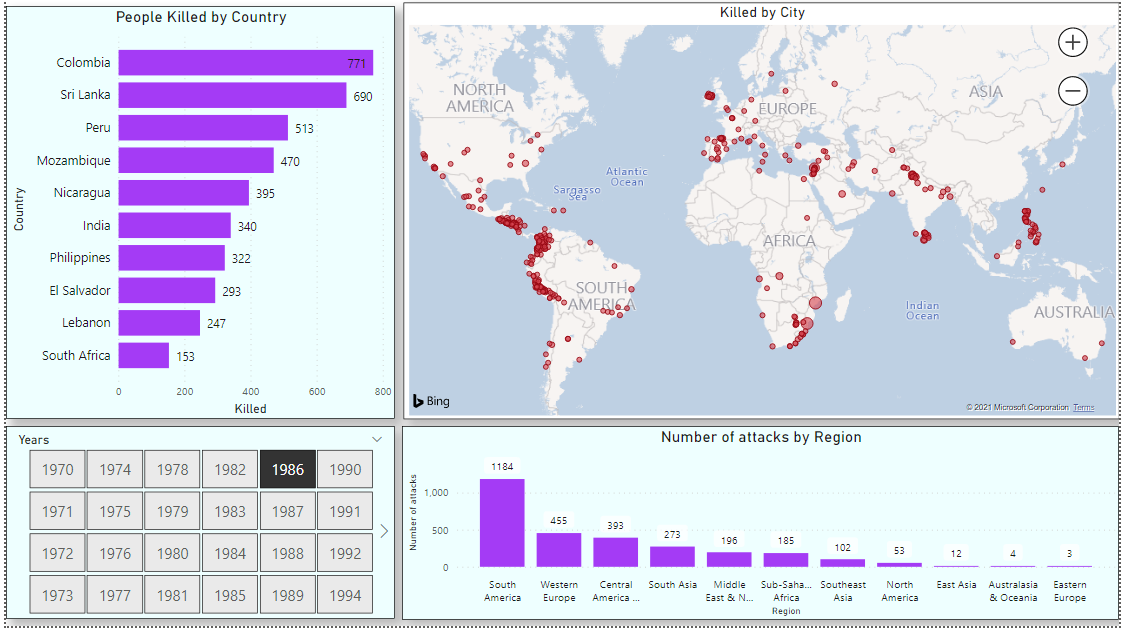 People Killed by Country
Country
Colombia 771
Sri Lanka 690
Peru 513
Mozambique 470
Nicaragua 395
India 340
Philippines 322
El Salvador 293
Lebanon 247
South Africa 153
0 200 400 600 800
Killed
Killed by City
NORTH
AMERICA
EUROPE
ASIA
Atlantic
Ocean
Sargasso
Sea
AFRICA
SOUTH
AMERICA
Indian
Ocean
AUSTRALIA
Bing
© 2021 Microsoft Corporation Terms
Years
1970 1974 1978 1982 1986 1990
1971 1975 1979 1983 1987 1991
1972 1976 1980 1984 1988 1992
1973 1977 1981 1985 1989 1994
Number of attacks by Region
Number of attacks
1,000
500
0
1184 455 393 273 196 185 102 53 12 4 3
South Western Central South Asia Middle Sub-Saha... Southeast North East Asia Australasia Eastern
America Europe America ... East & N... Africa Asia America & Oceania Europe
Region